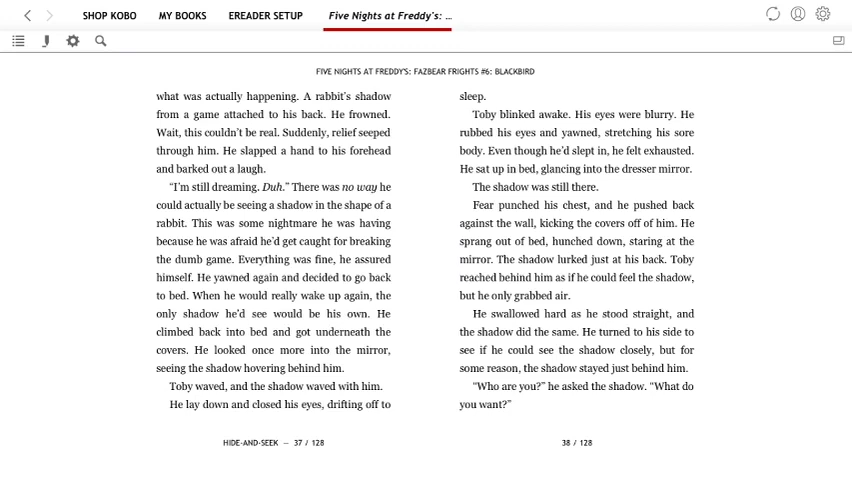 SHOP KOBO
MY BOOKS
EREADER SETUP
Five Nights at Freddy's: ...
FIVE NIGHTS AT FREDDY'S: FAZBEAR FRIGHTS #6: BLACKBIRD
what was actually happening. A rabbit's shadow
from a game attached to his back. He frowned.
Wait, this couldn't be real. Suddenly, relief seeped
through him. He slapped a hand to his forehead
and barked out a laugh.
“I'm still dreaming. Duh.” There was no way he
could actually be seeing a shadow in the shape of a
rabbit. This was some nightmare he was having
because he was afraid he'd get caught for breaking
the dumb game. Everything was fine, he assured
himself. He yawned again and decided to go back
to bed. When he would really wake up again, the
only shadow he'd see would be his own. He
climbed back into bed and got underneath the
covers. He looked once more into the mirror,
seeing the shadow hovering behind him.
Toby waved, and the shadow waved with him.
He lay down and closed his eyes, drifting off to
HIDE-AND-SEEK — 37 / 128
sleep.
Toby blinked awake. His eyes were blurry. He
rubbed his eyes and yawned, stretching his sore
body. Even though he'd slept in, he felt exhausted.
He sat up in bed, glancing into the dresser mirror.
The shadow was still there.
Fear punched his chest, and he pushed back
against the wall, kicking the covers off of him. He
sprang out of bed, hunched down, staring at the
mirror. The shadow lurked just at his back. Toby
reached behind him as if he could feel the shadow,
but he only grabbed air.
He swallowed hard as he stood straight, and
the shadow did the same. He turned to his side to
see if he could see the shadow closely, but for
some reason, the shadow stayed just behind him.
“Who are you?” he asked the shadow. “What do
you want?”
38 / 128